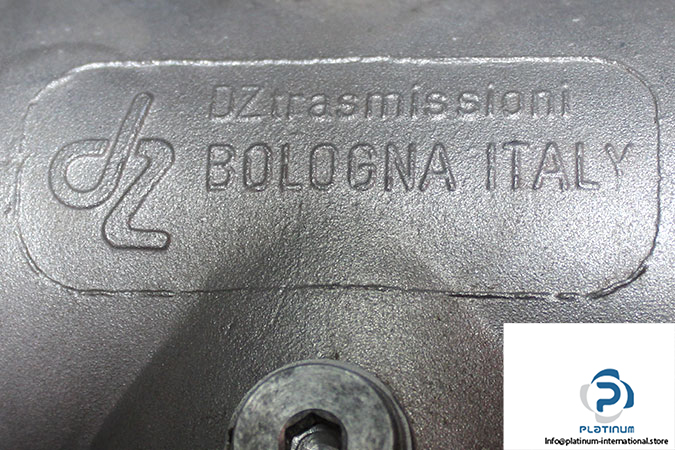 DZtrasmissioni
dz BOLOGNA ITALY
PLATINUM
Info@platinum-international.store